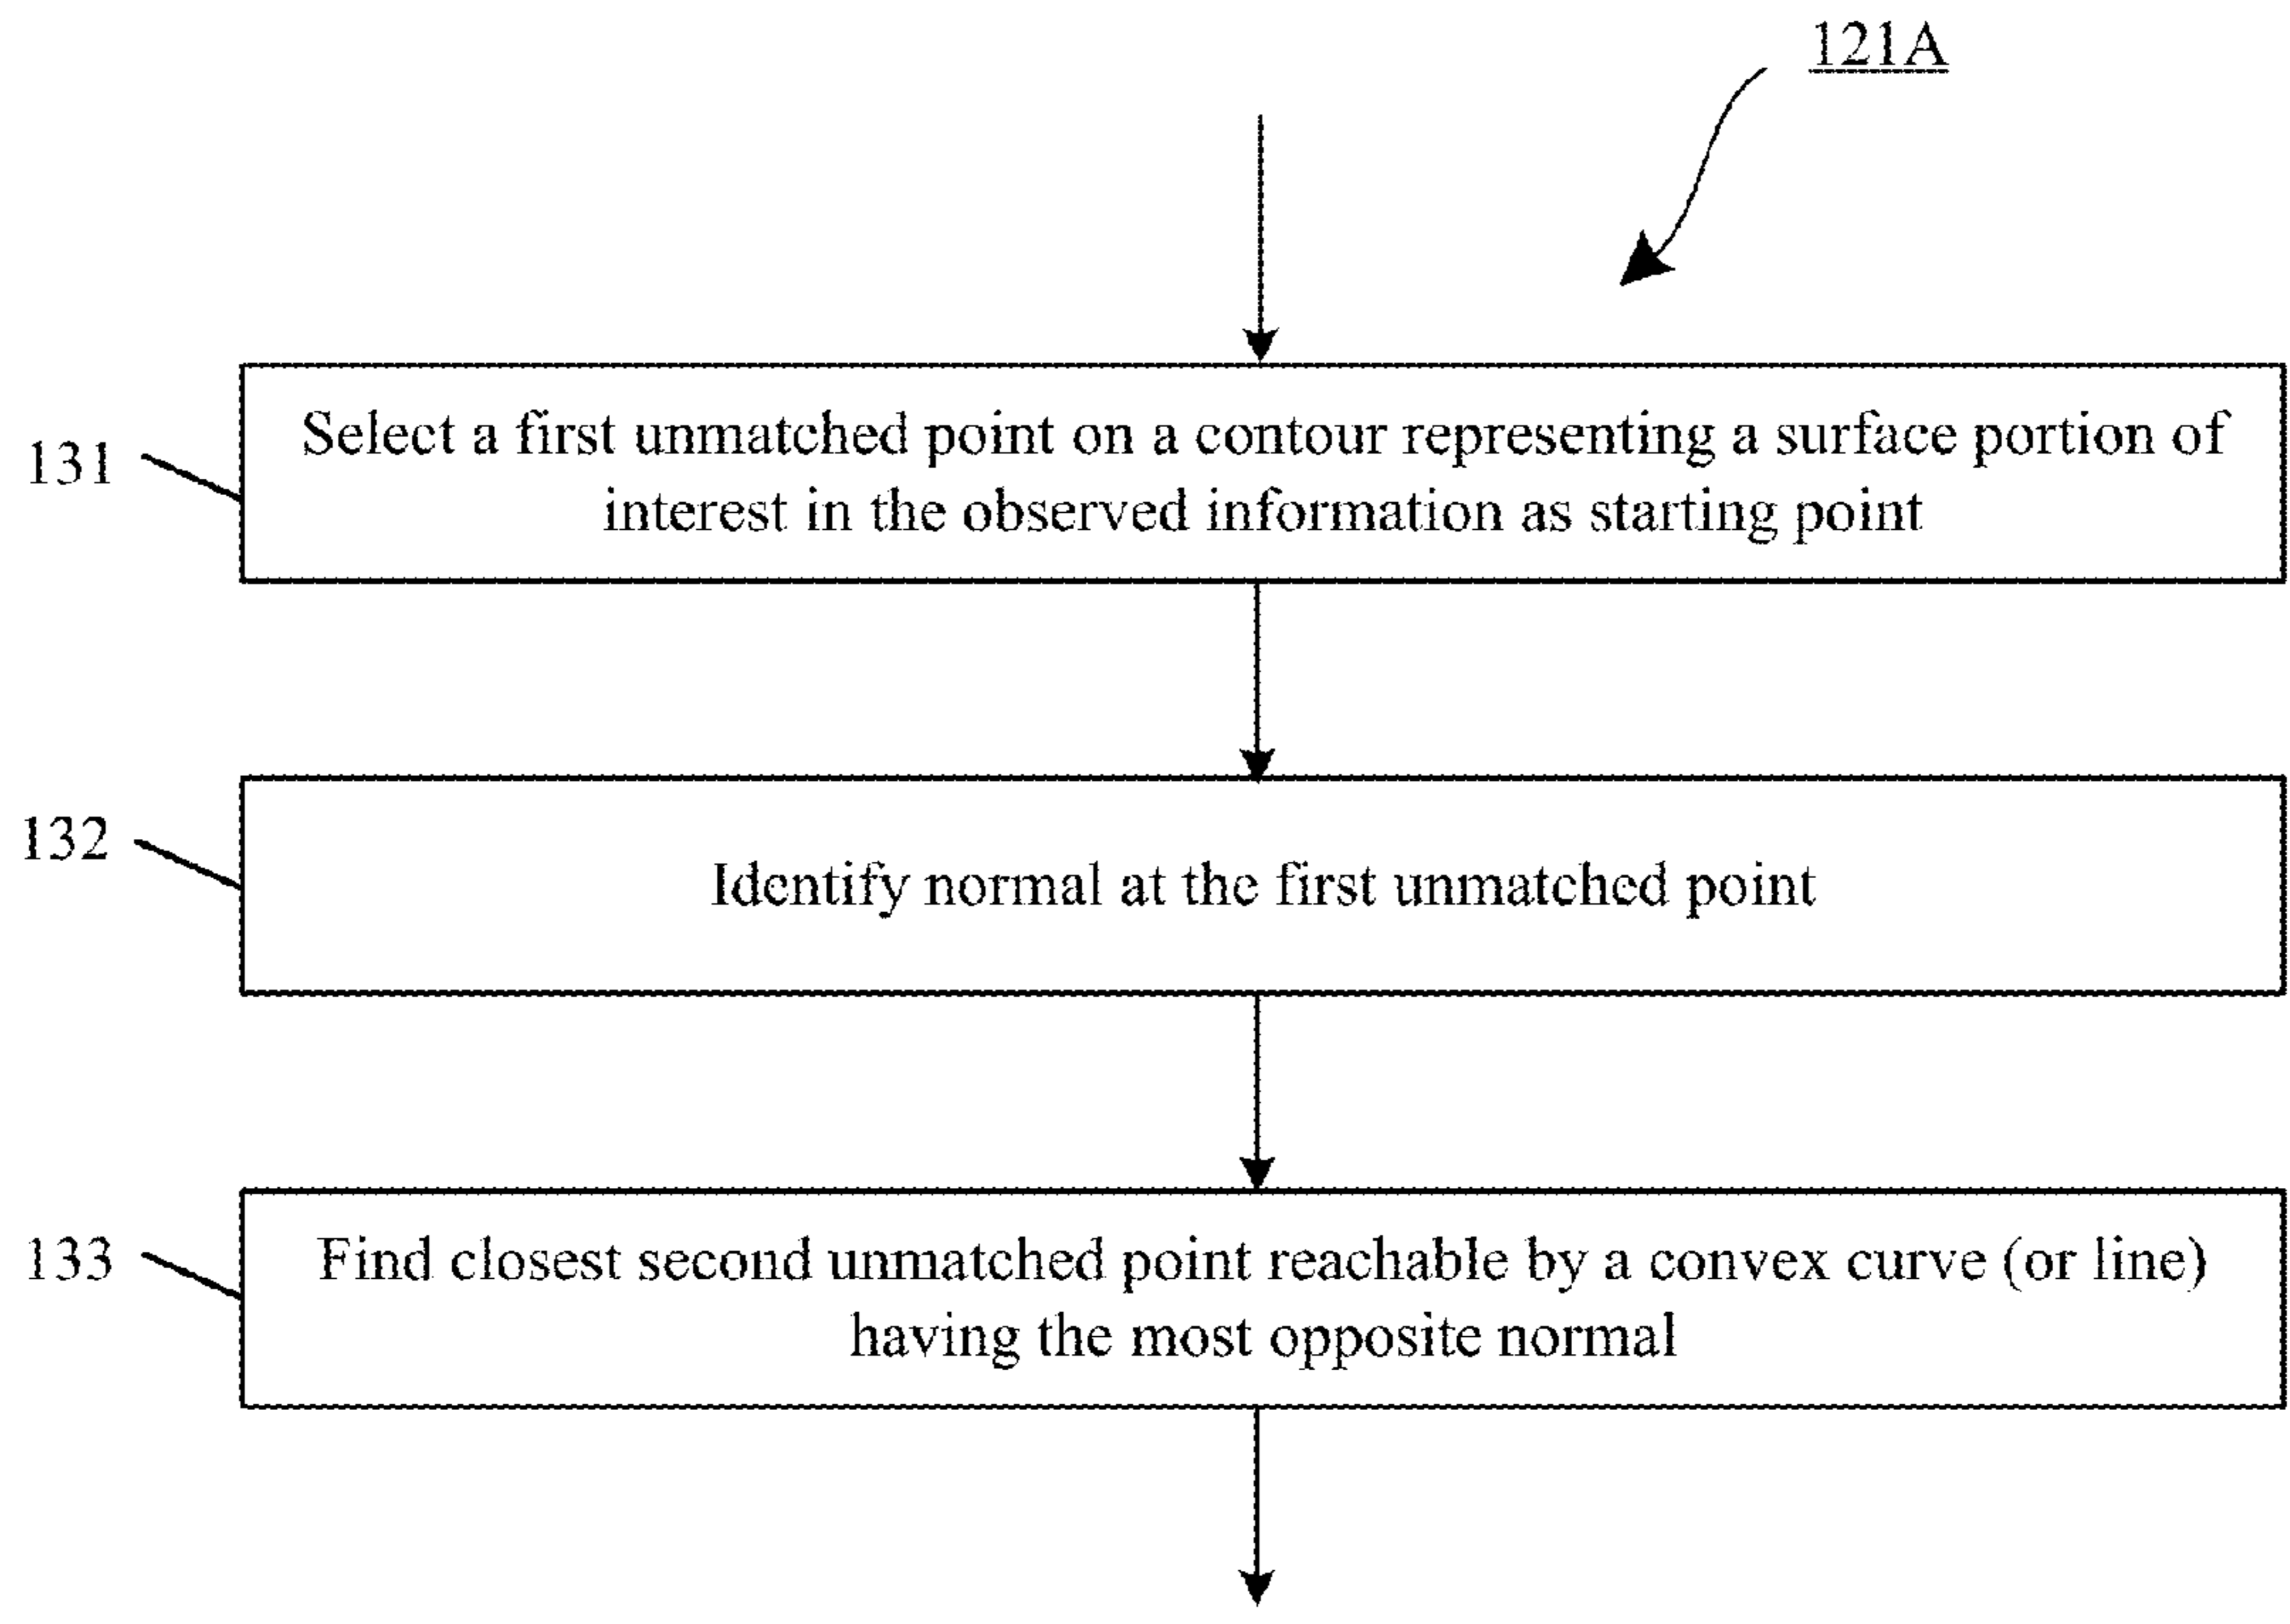 121A
131
Select a first unmatched point on a contour representing a surface portion of
interest in the observed information as starting point
132
Identify normal at the first unmatched point
133
Find closest second unmatched point reachable by a convex curve (or line)
having the most opposite normal